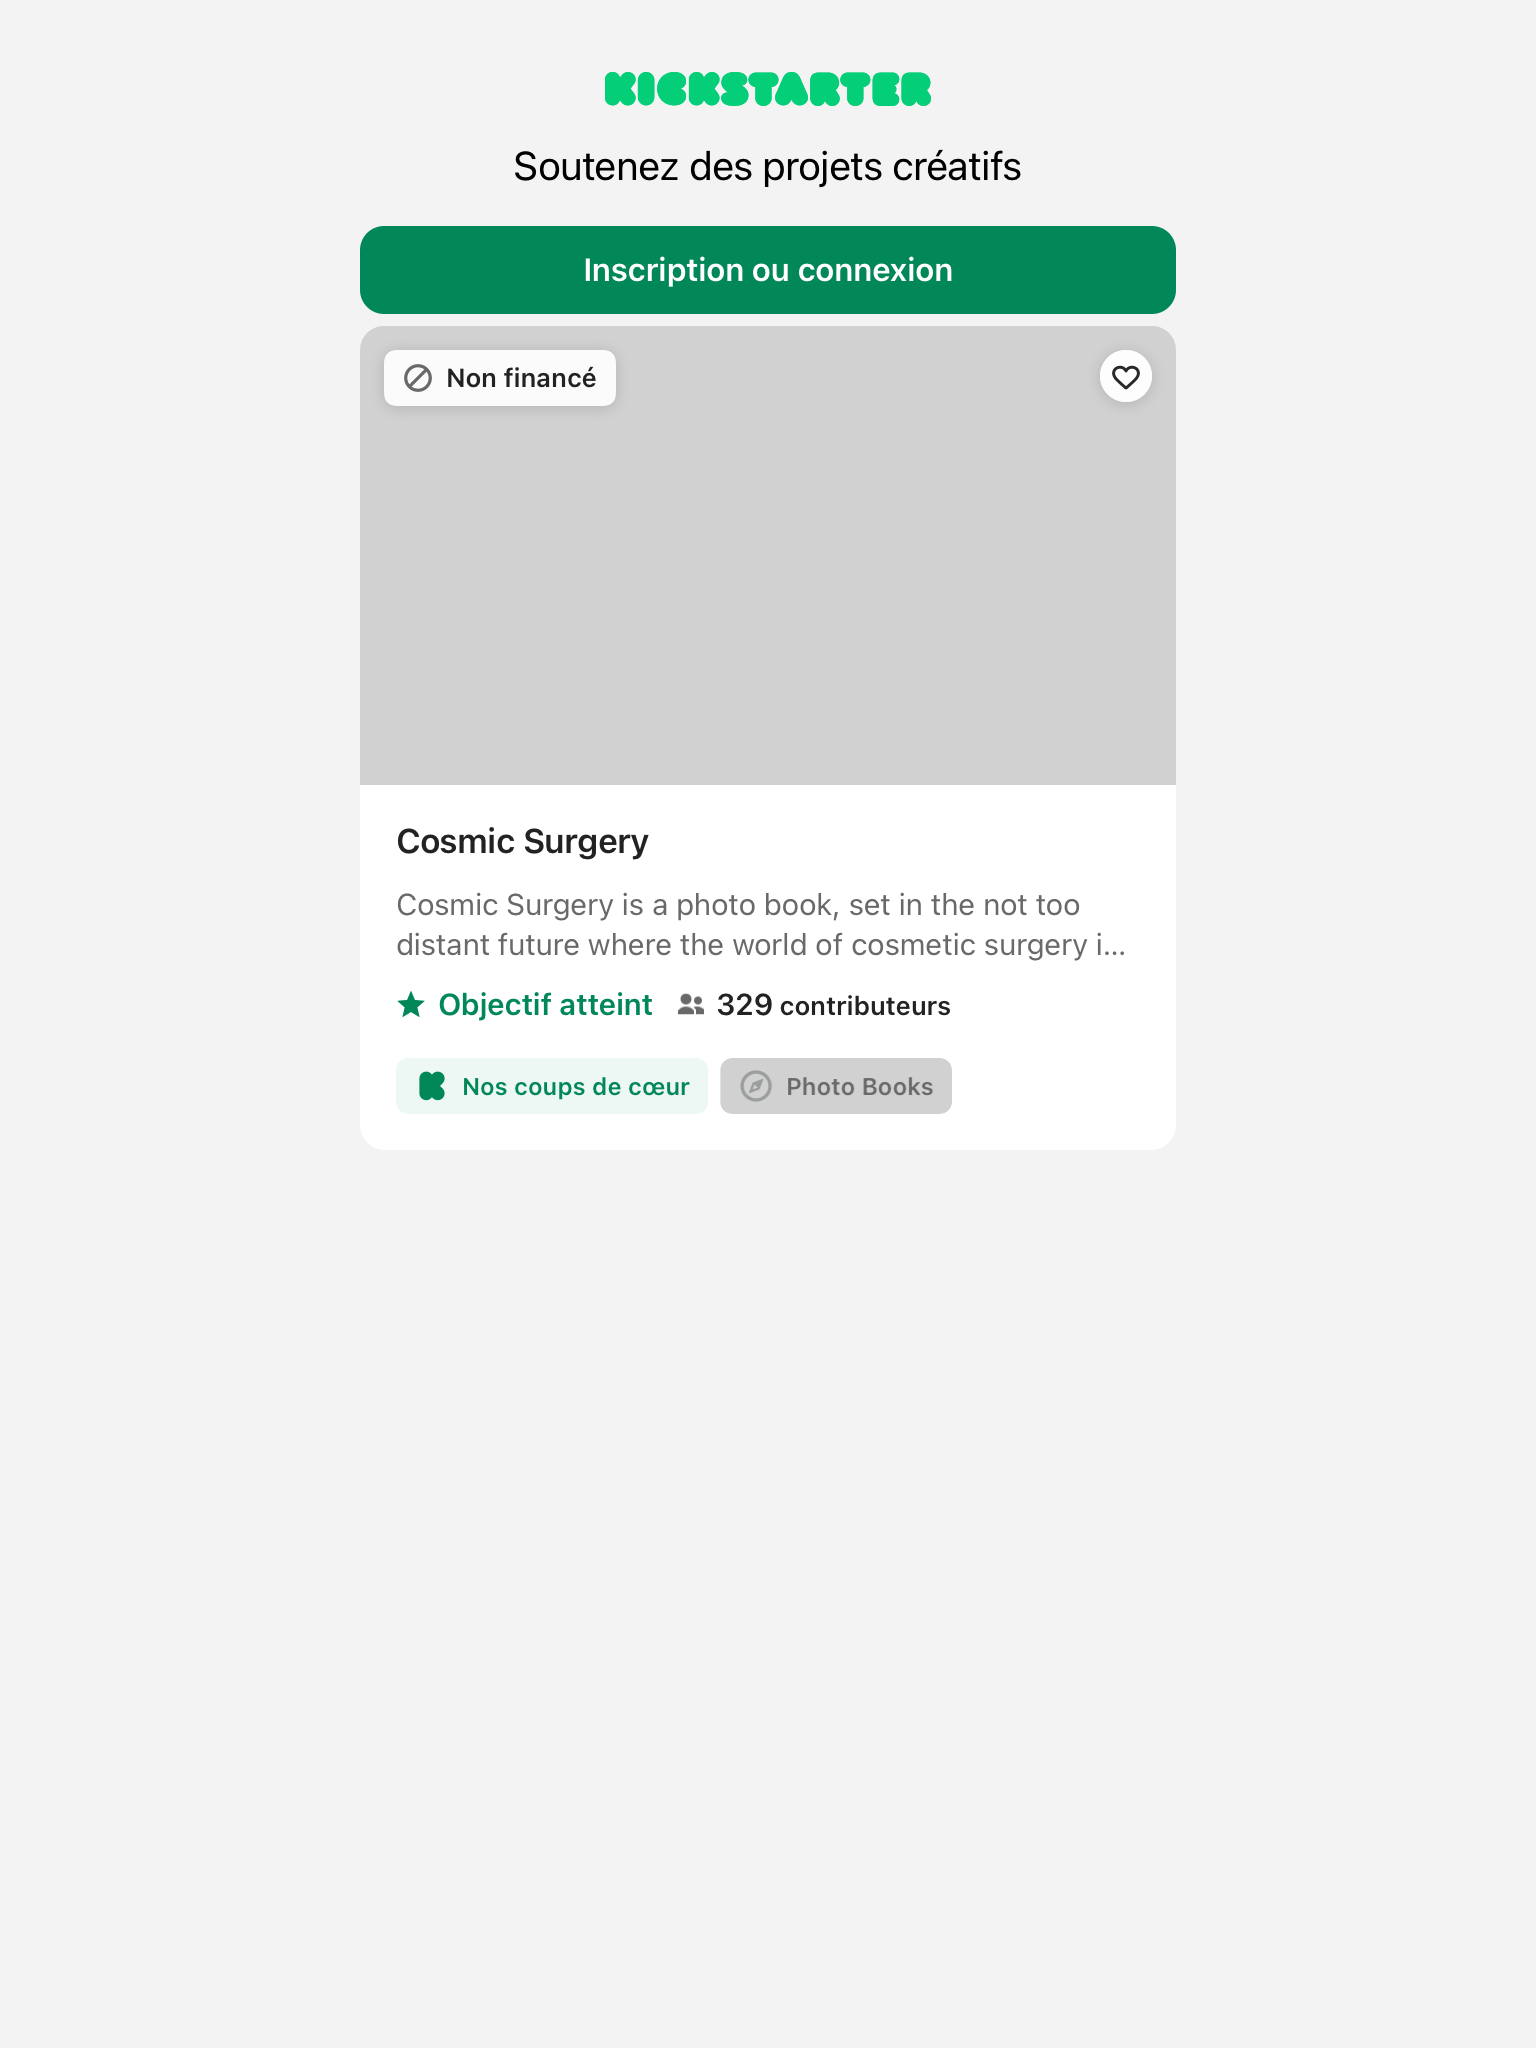 KICKSTARTER
Soutenez des projets créatifs
Inscription ou connexion
Non financé
Cosmic Surgery
Cosmic Surgery is a photo book, set in the not too
distant future where the world of cosmetic surgery i...
Objectif atteint 329 contributeurs
Nos coups de cœur Photo Books